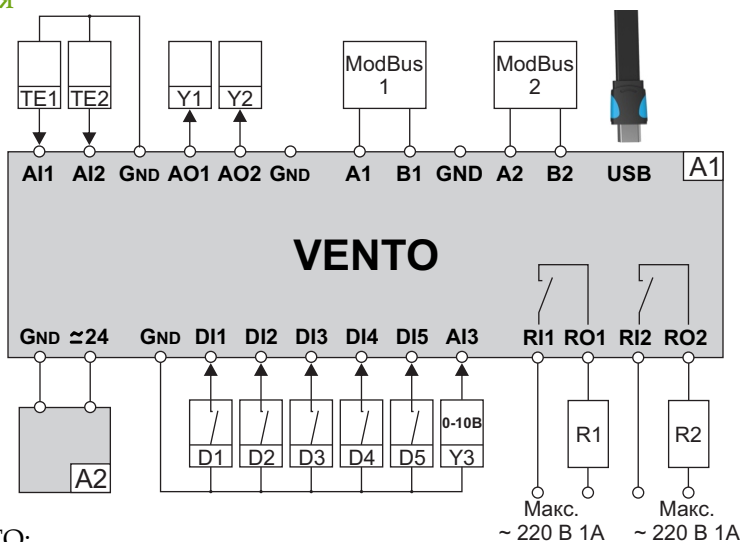 я
ModBus 1
ModBus 2
TE1 TE2 Y1 Y2
A1
AI1 AI2 GND AO1 AO2 GND A1 B1 GND A2 B2 USB
VENTO
GND ≃24 GND DI1 DI2 DI3 DI4 DI5 AI3 RI1 RO1 RI2 RO2
0-10В
D1 D2 D3 D4 D5 Y3
R1 R2
A2
Макс. ~ 220 В 1А
Макс. ~ 220 В 1А
ТО: